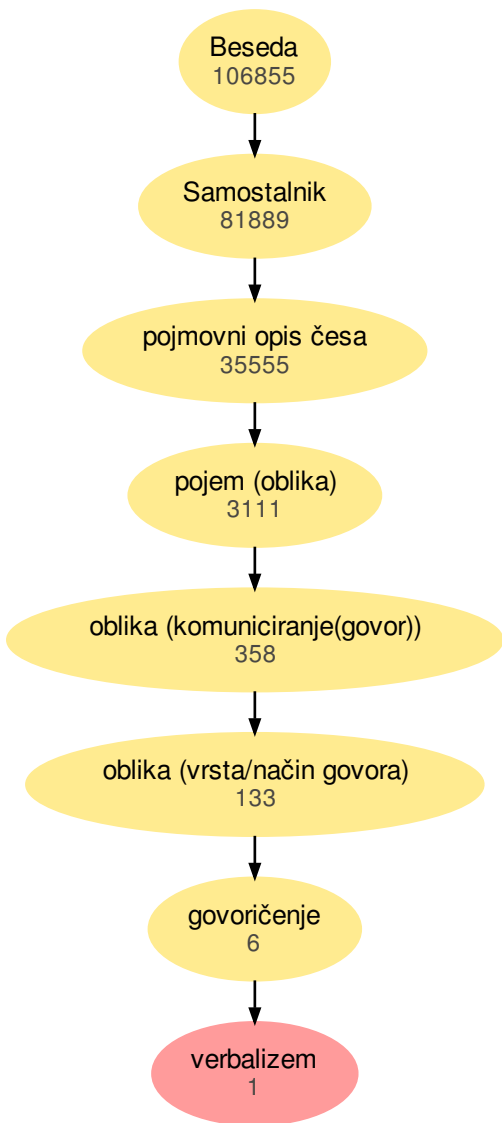 Beseda
106855
Samostalnik
81889
pojmovni opis česa
35555
pojem (oblika)
3111
oblika (komuniciranje(govor))
358
oblika (vrsta/način govora)
133
govoričenje
6
verbalizem
1